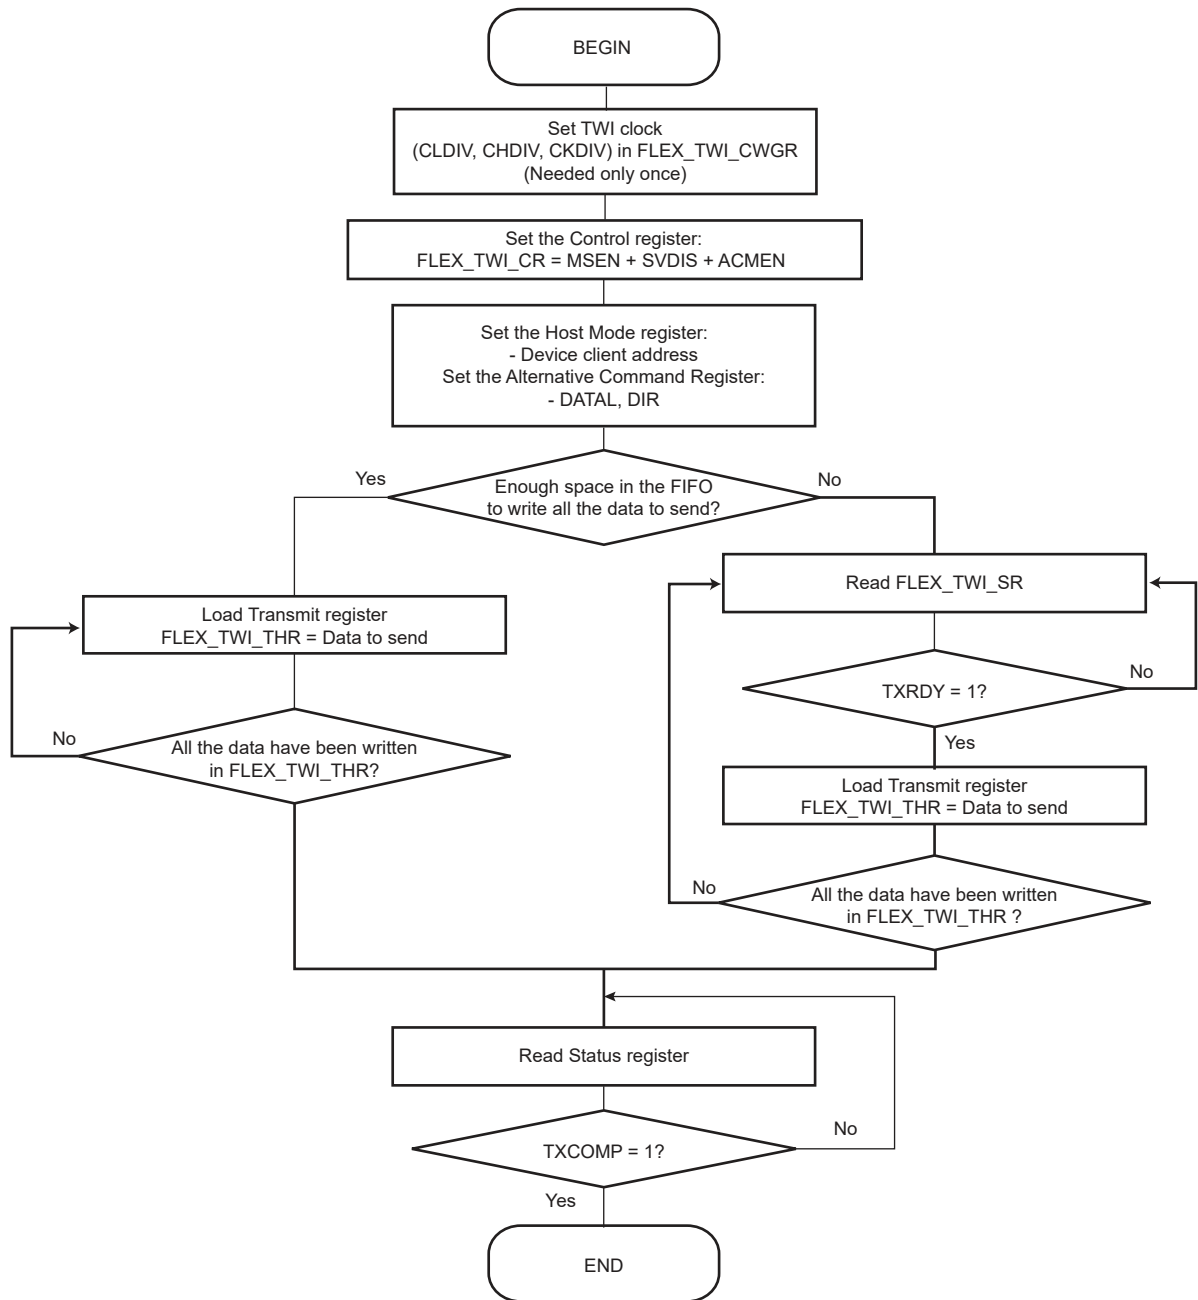 BEGIN
Set TWI clock
(CLDIV, CHDIV, CKDIV) in FLEX_TWI_CWGR
(Needed only once)
Set the Control register:
FLEX_TWI_CR = MSEN + SVDIS + ACMEN
Set the Host Mode register:
- Device client address
Set the Alternative Command Register:
- DATAL, DIR
Yes
Enough space in the FIFO
to write all the data to send?
No
Load Transmit register
FLEX_TWI_THR = Data to send
No
All the data have been written
in FLEX_TWI_THR?
Read FLEX_TWI_SR
TXRDY = 1?
No
Yes
Load Transmit register
FLEX_TWI_THR = Data to send
No
All the data have been written
in FLEX_TWI_THR ?
Read Status register
TXCOMP = 1?
No
Yes
END